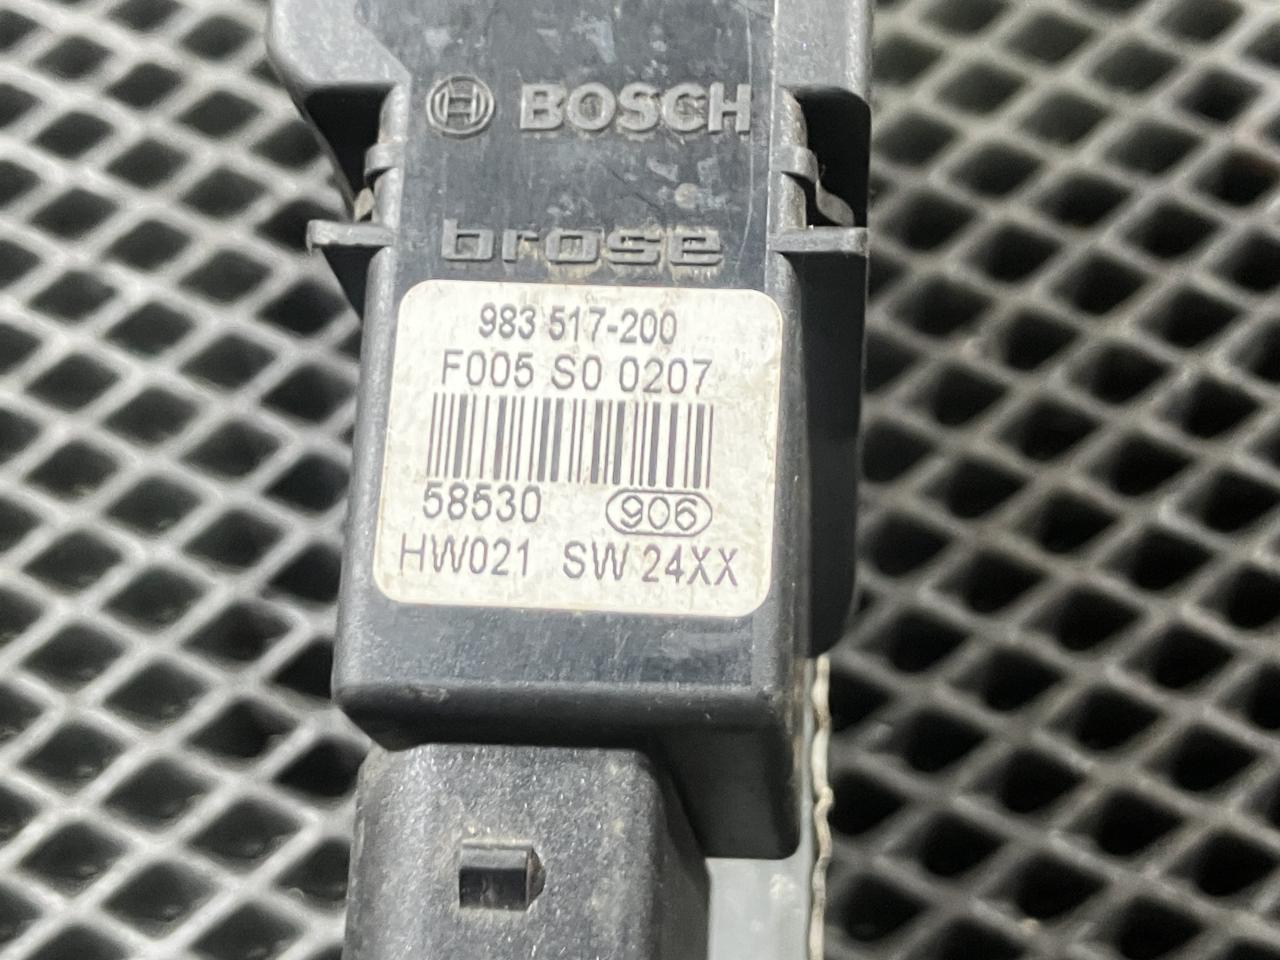 BOSCH
brose
983 517-200
F005 S0 0207
58530 906
HW021 SW 24XX